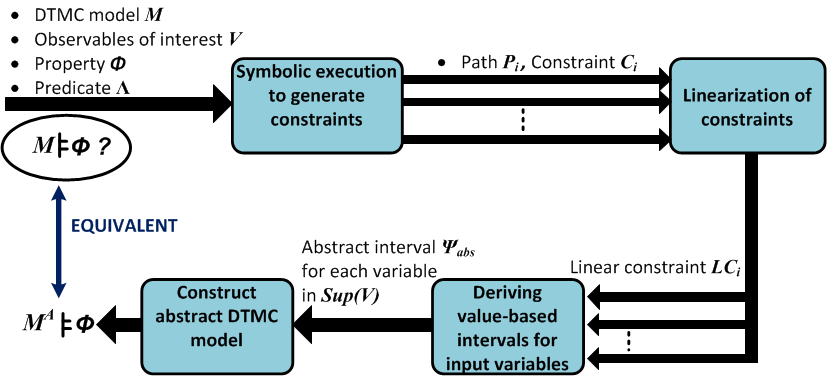 • DTMC model M
• Observables of interest V
• Property Φ
• Predicate Λ
M ⊧ Φ ?
Symbolic execution
to generate
constraints
• Path Pi, Constraint Ci
Linearization of
constraints
EQUIVALENT
Linear constraint LCi
Deriving
value-based
intervals for
input variables
Abstract interval Ψabs
for each variable
in Sup(V)
Construct
abstract DTMC
model
M^A ⊧ Φ